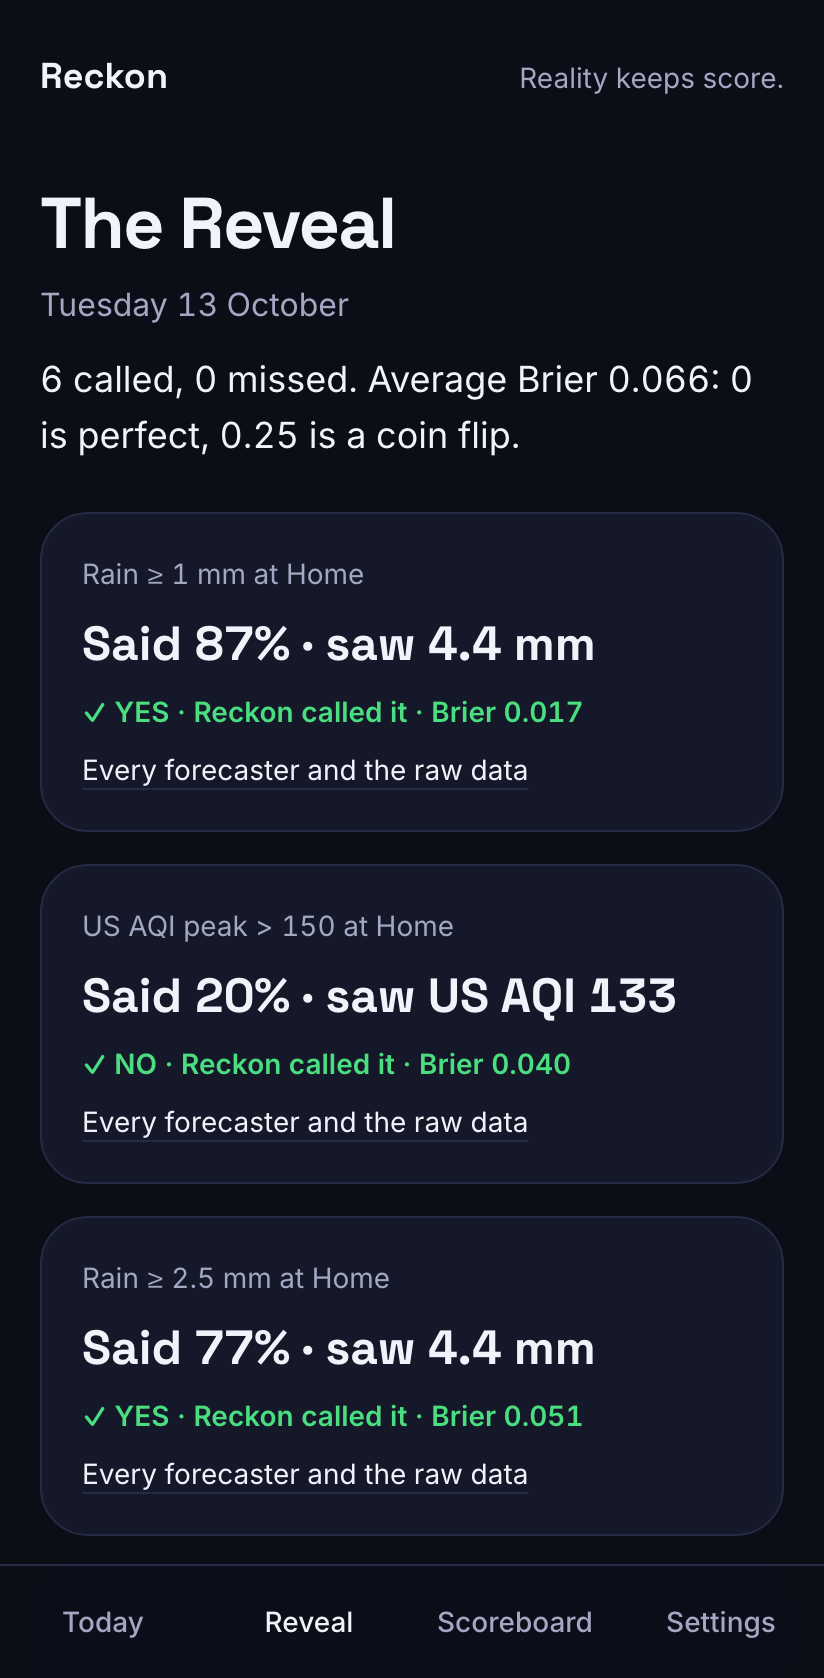 Reckon
Reality keeps score.
The Reveal
Tuesday 13 October
6 called, 0 missed. Average Brier 0.066: 0
is perfect, 0.25 is a coin flip.
Rain ≥ 1 mm at Home
Said 87% · saw 4.4 mm
✓ YES · Reckon called it · Brier 0.017
Every forecaster and the raw data
US AQI peak > 150 at Home
Said 20% · saw US AQI 133
✓ NO · Reckon called it · Brier 0.040
Every forecaster and the raw data
Rain ≥ 2.5 mm at Home
Said 77% · saw 4.4 mm
✓ YES · Reckon called it · Brier 0.051
Every forecaster and the raw data
Today Reveal Scoreboard Settings